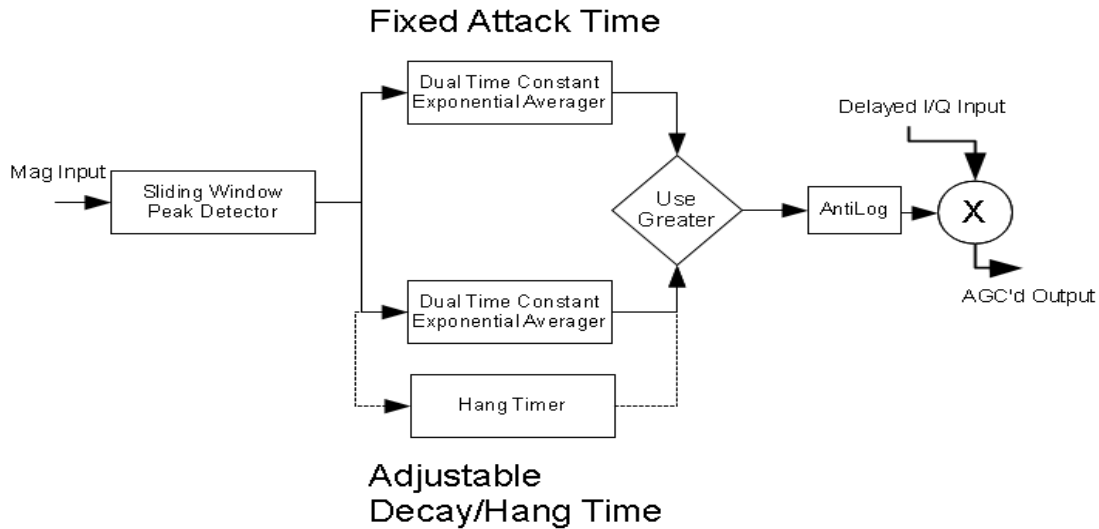 Fixed Attack Time
Dual Time Constant
Exponential Averager
Delayed I/Q Input
Mag Input
Sliding Window
Peak Detector
Use
Greater
AntiLog
X
AGC'd Output
Dual Time Constant
Exponential Averager
Hang Timer
Adjustable
Decay/Hang Time